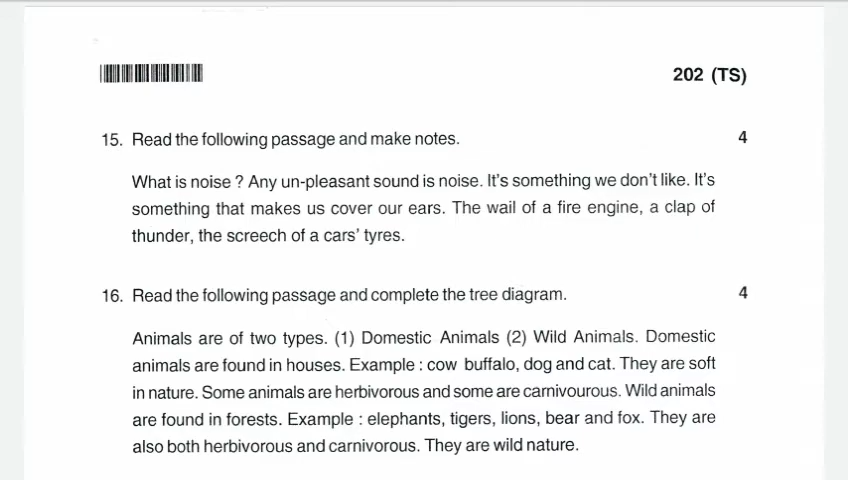 202 (TS)
15. Read the following passage and make notes. 4
What is noise ? Any un-pleasant sound is noise. It's something we don't like. It's
something that makes us cover our ears. The wail of a fire engine, a clap of
thunder, the screech of a cars' tyres.
16. Read the following passage and complete the tree diagram. 4
Animals are of two types. (1) Domestic Animals (2) Wild Animals. Domestic
animals are found in houses. Example : cow buffalo, dog and cat. They are soft
in nature. Some animals are herbivorous and some are carnivourous. Wild animals
are found in forests. Example : elephants, tigers, lions, bear and fox. They are
also both herbivorous and carnivorous. They are wild nature.